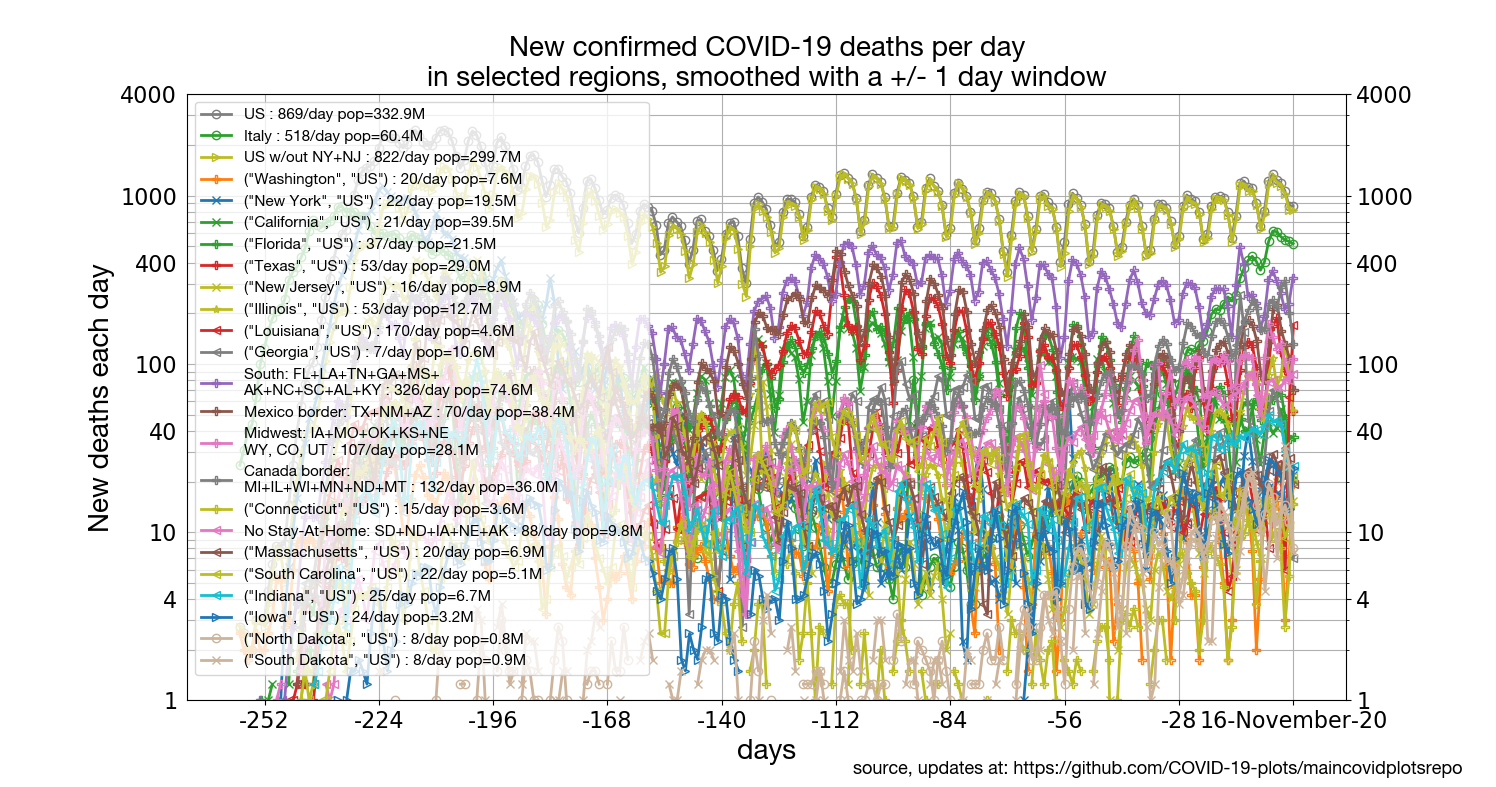 New confirmed COVID-19 deaths per day
in selected regions, smoothed with a +/- 1 day window
4000
1000
400
100
40
10
4
1
New deaths each day
US : 869/day pop=332.9M
Italy : 518/day pop=60.4M
US w/out NY+NJ : 822/day pop=299.7M
("Washington", "US") : 20/day pop=7.6M
("New York", "US") : 22/day pop=19.5M
("California", "US") : 21/day pop=39.5M
("Florida", "US") : 37/day pop=21.5M
("Texas", "US") : 53/day pop=29.0M
("New Jersey", "US") : 16/day pop=8.9M
("Illinois", "US") : 53/day pop=12.7M
("Louisiana", "US") : 170/day pop=4.6M
("Georgia", "US") : 7/day pop=10.6M
South: FL+LA+TN+GA+MS+
AK+NC+SC+AL+KY : 326/day pop=74.6M
Mexico border: TX+NM+AZ : 70/day pop=38.4M
Midwest: IA+MO+OK+KS+NE
WY, CO, UT : 107/day pop=28.1M
Canada border:
MI+IL+WI+MN+ND+MT : 132/day pop=36.0M
("Connecticut", "US") : 15/day pop=3.6M
No Stay-At-Home: SD+ND+IA+NE+AK : 88/day pop=9.8M
("Massachusetts", "US") : 20/day pop=6.9M
("South Carolina", "US") : 22/day pop=5.1M
("Indiana", "US") : 25/day pop=6.7M
("Iowa", "US") : 24/day pop=3.2M
("North Dakota", "US") : 8/day pop=0.8M
("South Dakota", "US") : 8/day pop=0.9M
4000
1000
400
100
40
10
4
1
-252 -224 -196 -168 -140 -112 -84 -56 -28 16-November-20
days
source, updates at: https://github.com/COVID-19-plots/maincovidplotsrepo